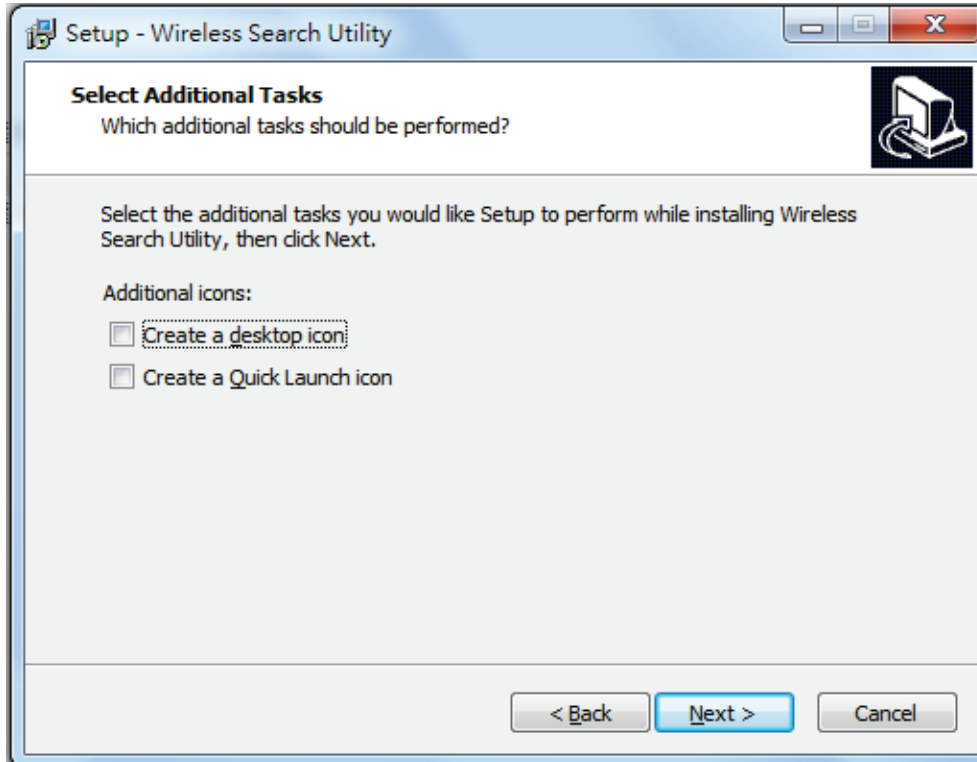 Setup - Wireless Search Utility
Select Additional Tasks
Which additional tasks should be performed?
Select the additional tasks you would like Setup to perform while installing Wireless
Search Utility, then click Next.
Additional icons:
Create a desktop icon
Create a Quick Launch icon
< Back Next > Cancel